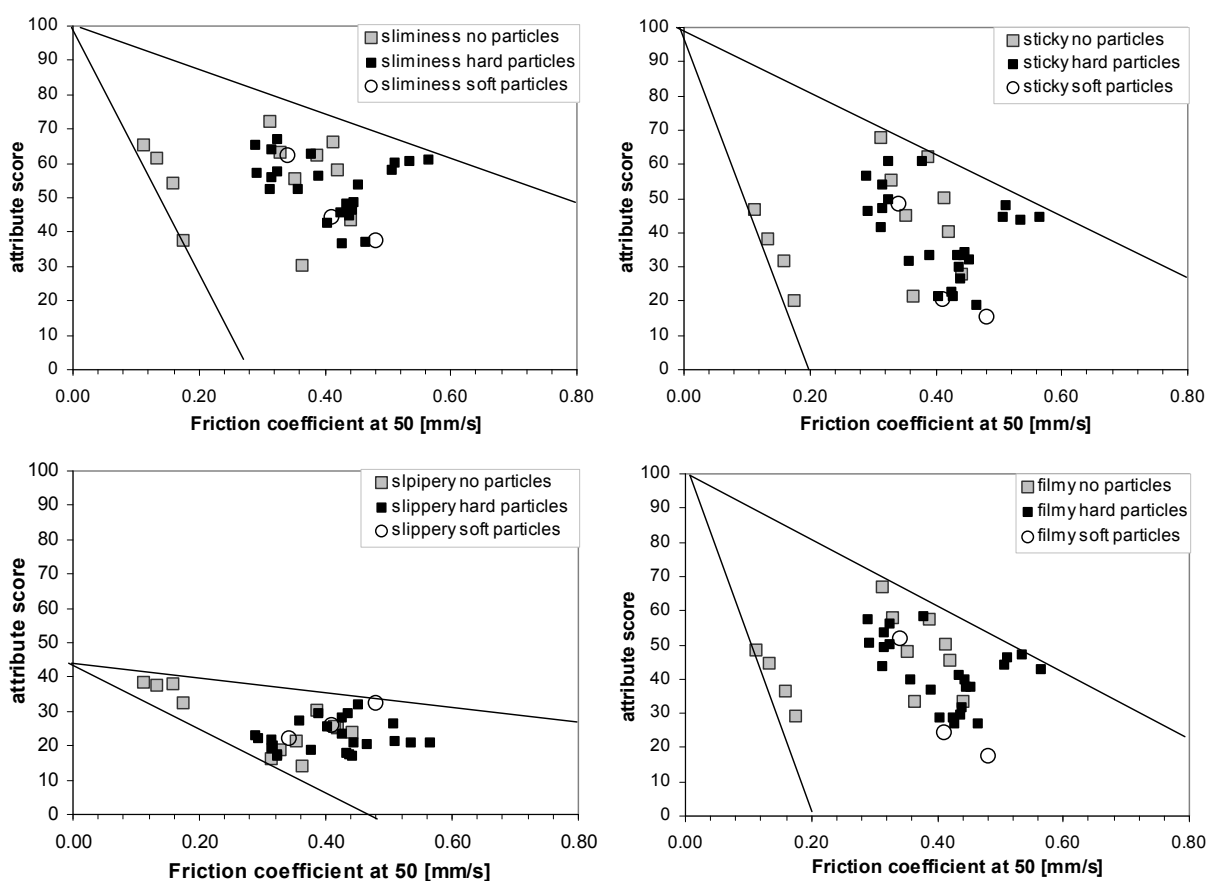 100
90
80
70
60
50
40
30
20
10
0
attribute score
sliminess no particles
sliminess hard particles
sliminess soft particles
0.00 0.20 0.40 0.60 0.80
Friction coefficient at 50 [mm/s]
100
90
80
70
60
50
40
30
20
10
0
attribute score
sticky no particles
sticky hard particles
sticky soft particles
0.00 0.20 0.40 0.60 0.80
Friction coefficient at 50 [mm/s]
100
90
80
70
60
50
40
30
20
10
0
attribute score
slpipery no particles
slippery hard particles
slippery soft particles
0.00 0.20 0.40 0.60 0.80
Friction coefficient at 50 [mm/s]
100
90
80
70
60
50
40
30
20
10
0
attribute score
filmy no particles
filmy hard particles
filmy soft particles
0.00 0.20 0.40 0.60 0.80
Friction coefficient at 50 [mm/s]